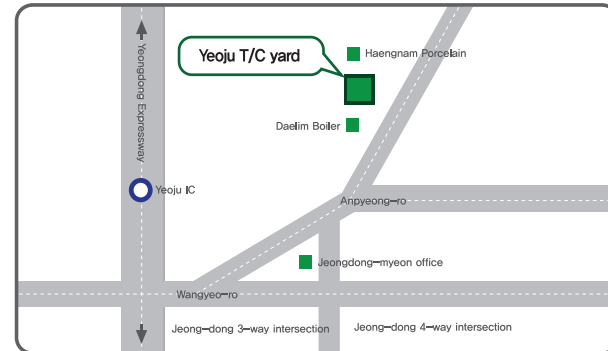 Yeoju T/C yard
Haengnam Porcelain
Yeongdong Expressway
Daelim Boiler
Yeoju IC
Anpyeong-ro
Jeongdong-myeon office
Wangyeo-ro
Jeong-dong 3-way intersection
Jeong-dong 4-way intersection